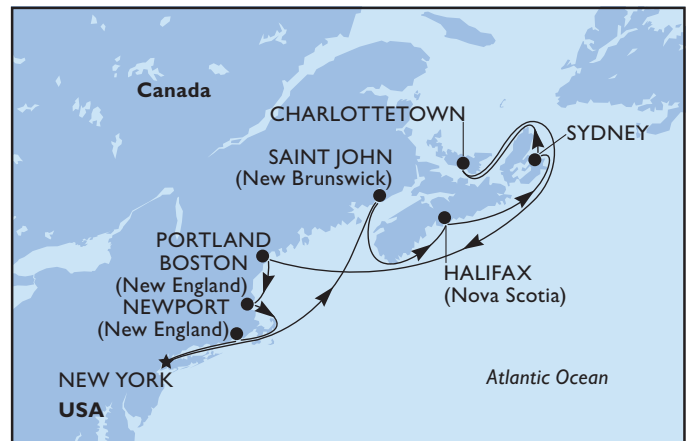 Canada
CHARLOTTETOWN
SYDNEY
SAINT JOHN
(New Brunswick)
PORTLAND
BOSTON
(New England)
HALIFAX
(Nova Scotia)
NEWPORT
(New England)
NEW YORK
USA
Atlantic Ocean